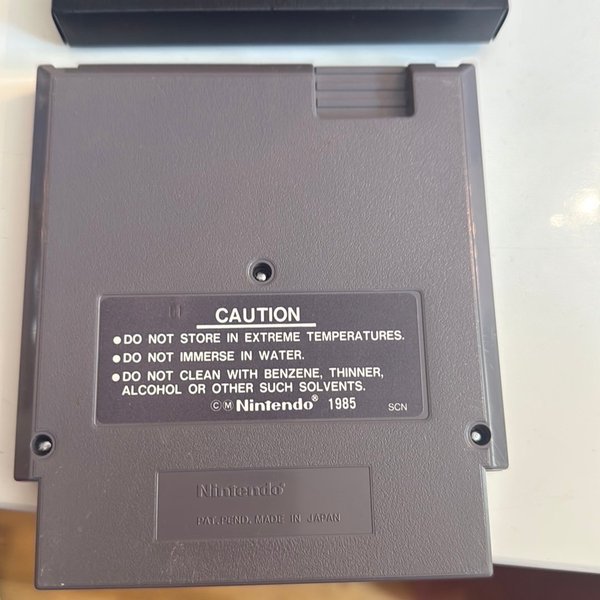 CAUTION
● DO NOT STORE IN EXTREME TEMPERATURES.
● DO NOT IMMERSE IN WATER.
● DO NOT CLEAN WITH BENZENE, THINNER,
ALCOHOL OR OTHER SUCH SOLVENTS.
ⒸⓂ Nintendo® 1985 SCN
Nintendo®
PAT.PEND. MADE IN JAPAN